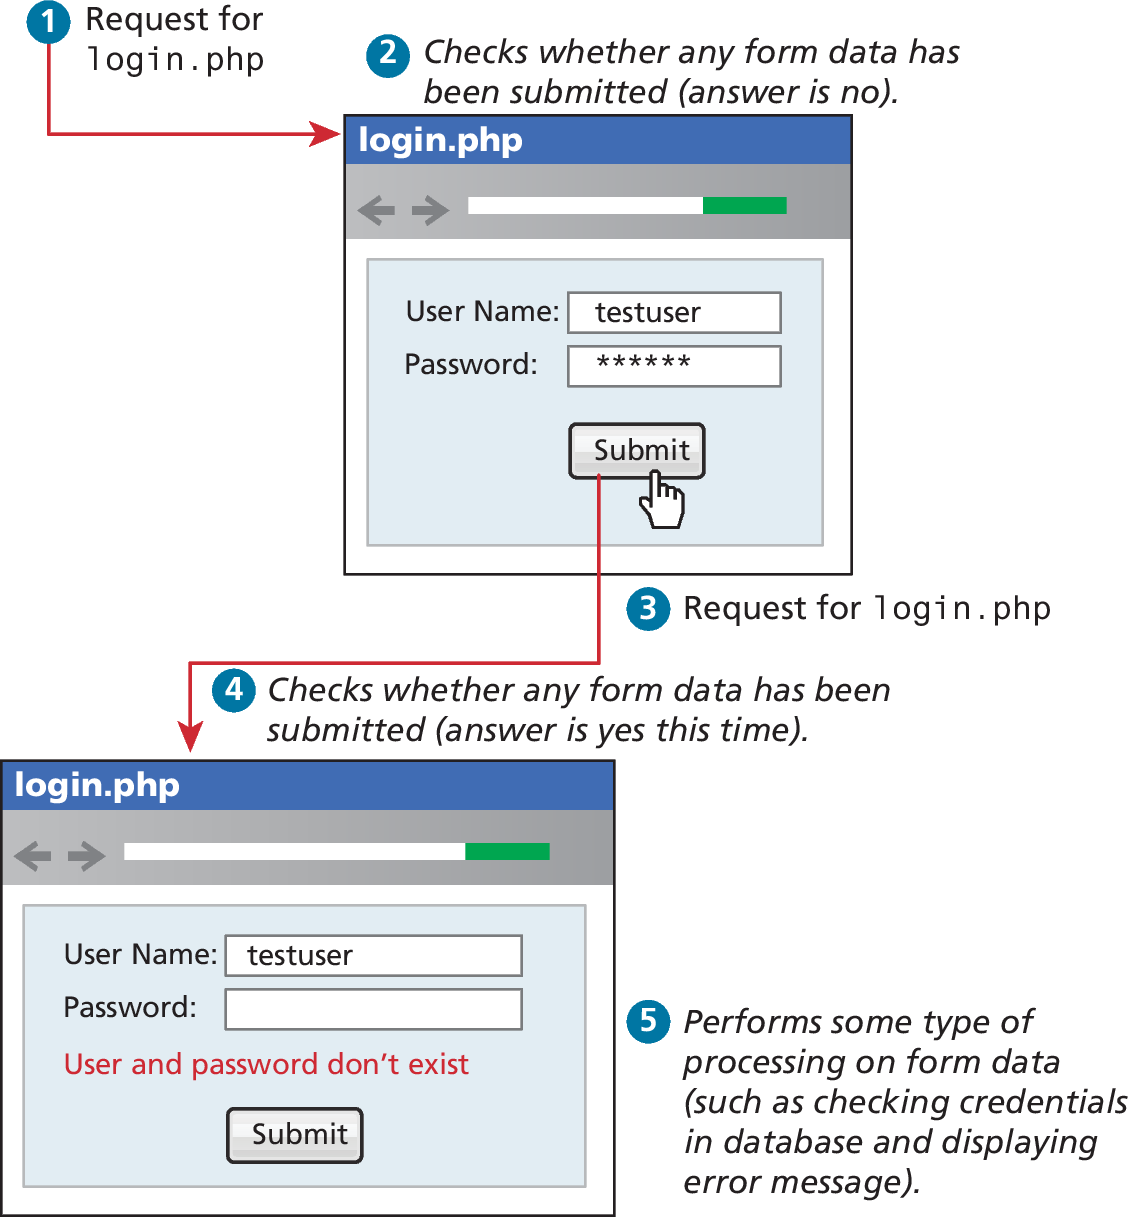 1 Request for
login.php
2 Checks whether any form data has
been submitted (answer is no).
login.php
User Name: testuser
Password: ******
Submit
3 Request for login.php
4 Checks whether any form data has been
submitted (answer is yes this time).
login.php
User Name: testuser
Password:
User and password don’t exist
Submit
5 Performs some type of
processing on form data
(such as checking credentials
in database and displaying
error message).